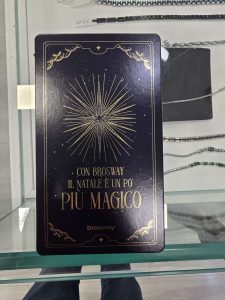 CON BROSWAY
IL NATALE È UN PO'
PIÙ MAGICO
brosway